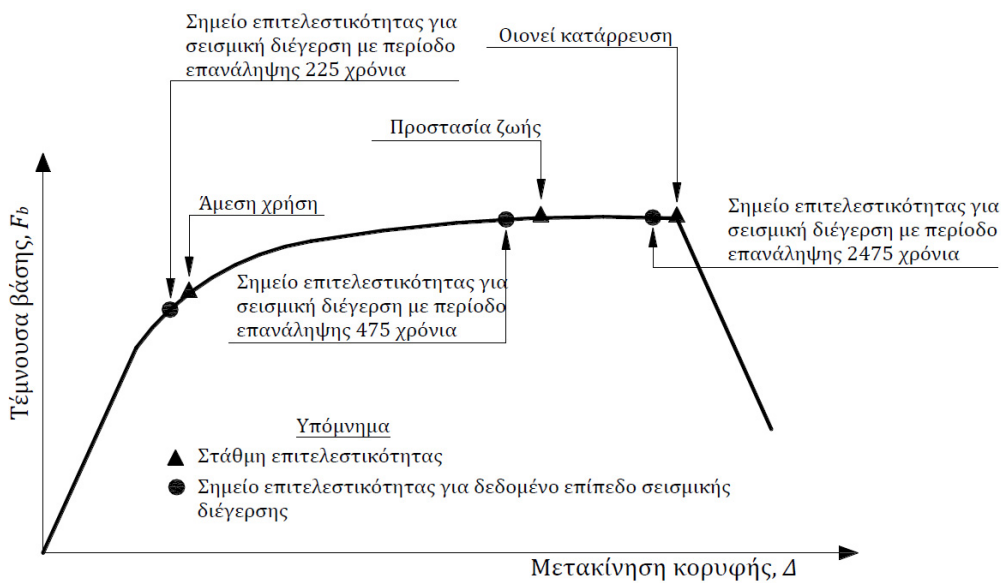 Σημείο επιτελεστικότητας για
σεισμική διέγερση με περίοδο
επανάληψης 225 χρόνια
Οιονεί κατάρρευση
Προστασία ζωής
Άμεση χρήση
Σημείο επιτελεστικότητας για
σεισμική διέγερση με περίοδο
επανάληψης 2475 χρόνια
Σημείο επιτελεστικότητας για
σεισμική διέγερση με περίοδο
επανάληψης 475 χρόνια
Τέμνουσα βάσης, Fb
Υπόμνημα
Στάθμη επιτελεστικότητας
Σημείο επιτελεστικότητας για δεδομένο επίπεδο σεισμικής
διέγερσης
Μετακίνηση κορυφής, Δ